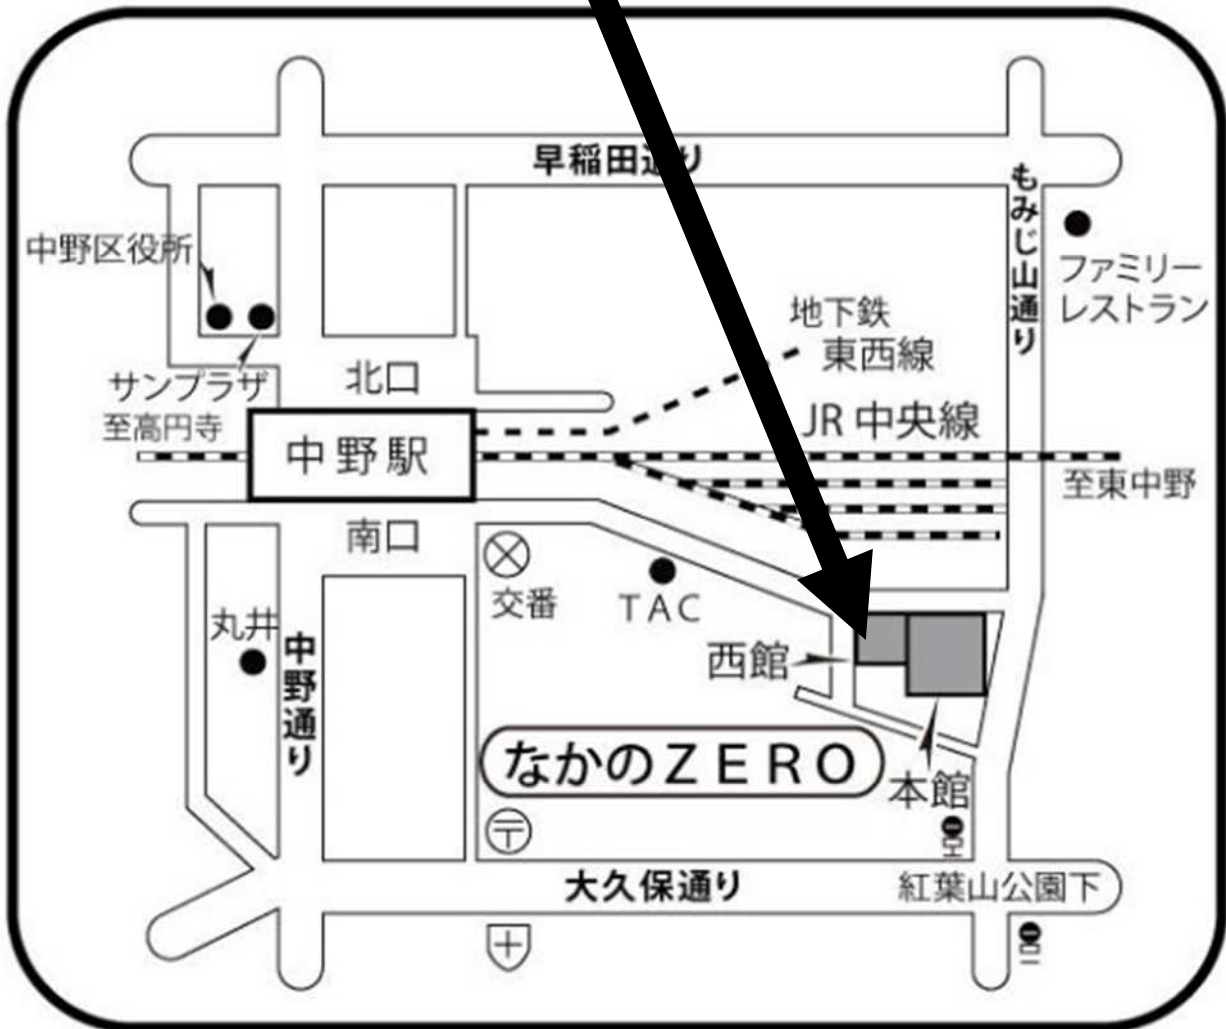 早稲田通り
もみじ山通り
中野区役所
ファミリー
レストラン
地下鉄
東西線
サンプラザ
北口
至高円寺
JR 中央線
中野駅
至東中野
南口
交番
TAC
丸井
中野通り
西館
なかのZERO
本館
〒
大久保通り
紅葉山公園下